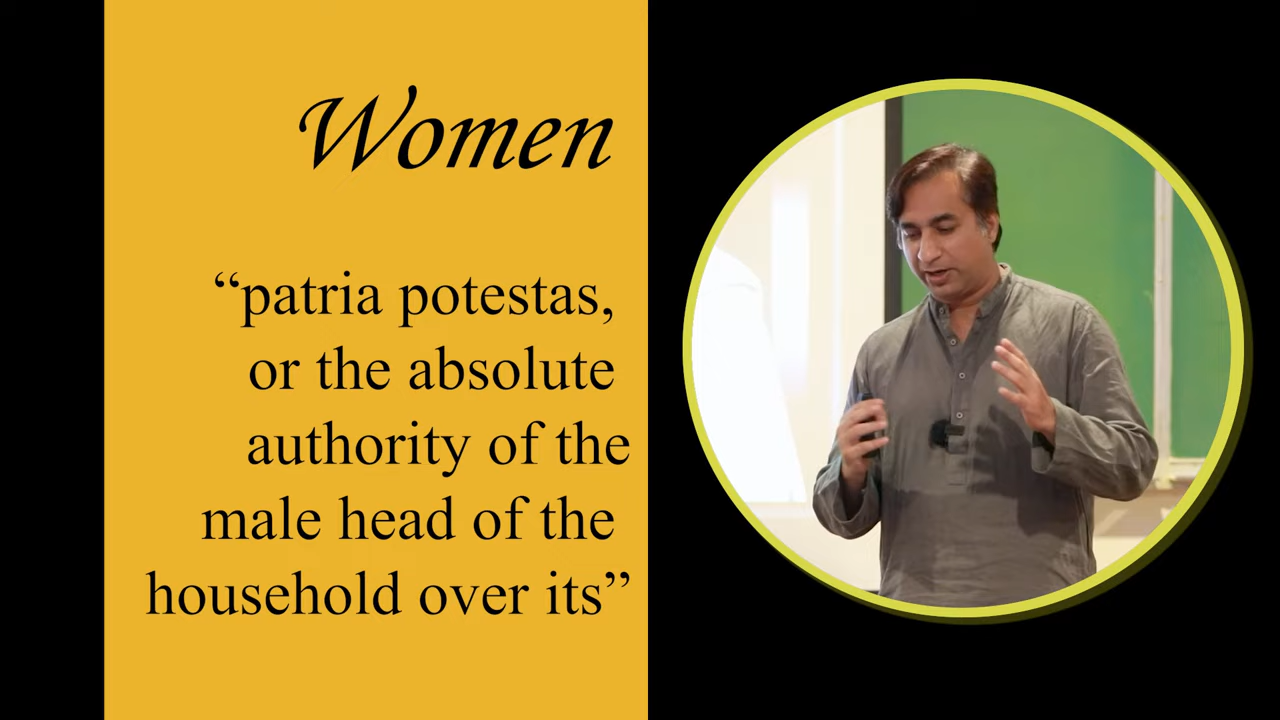 Women
“patria potestas,
or the absolute
authority of the
male head of the
household over its”